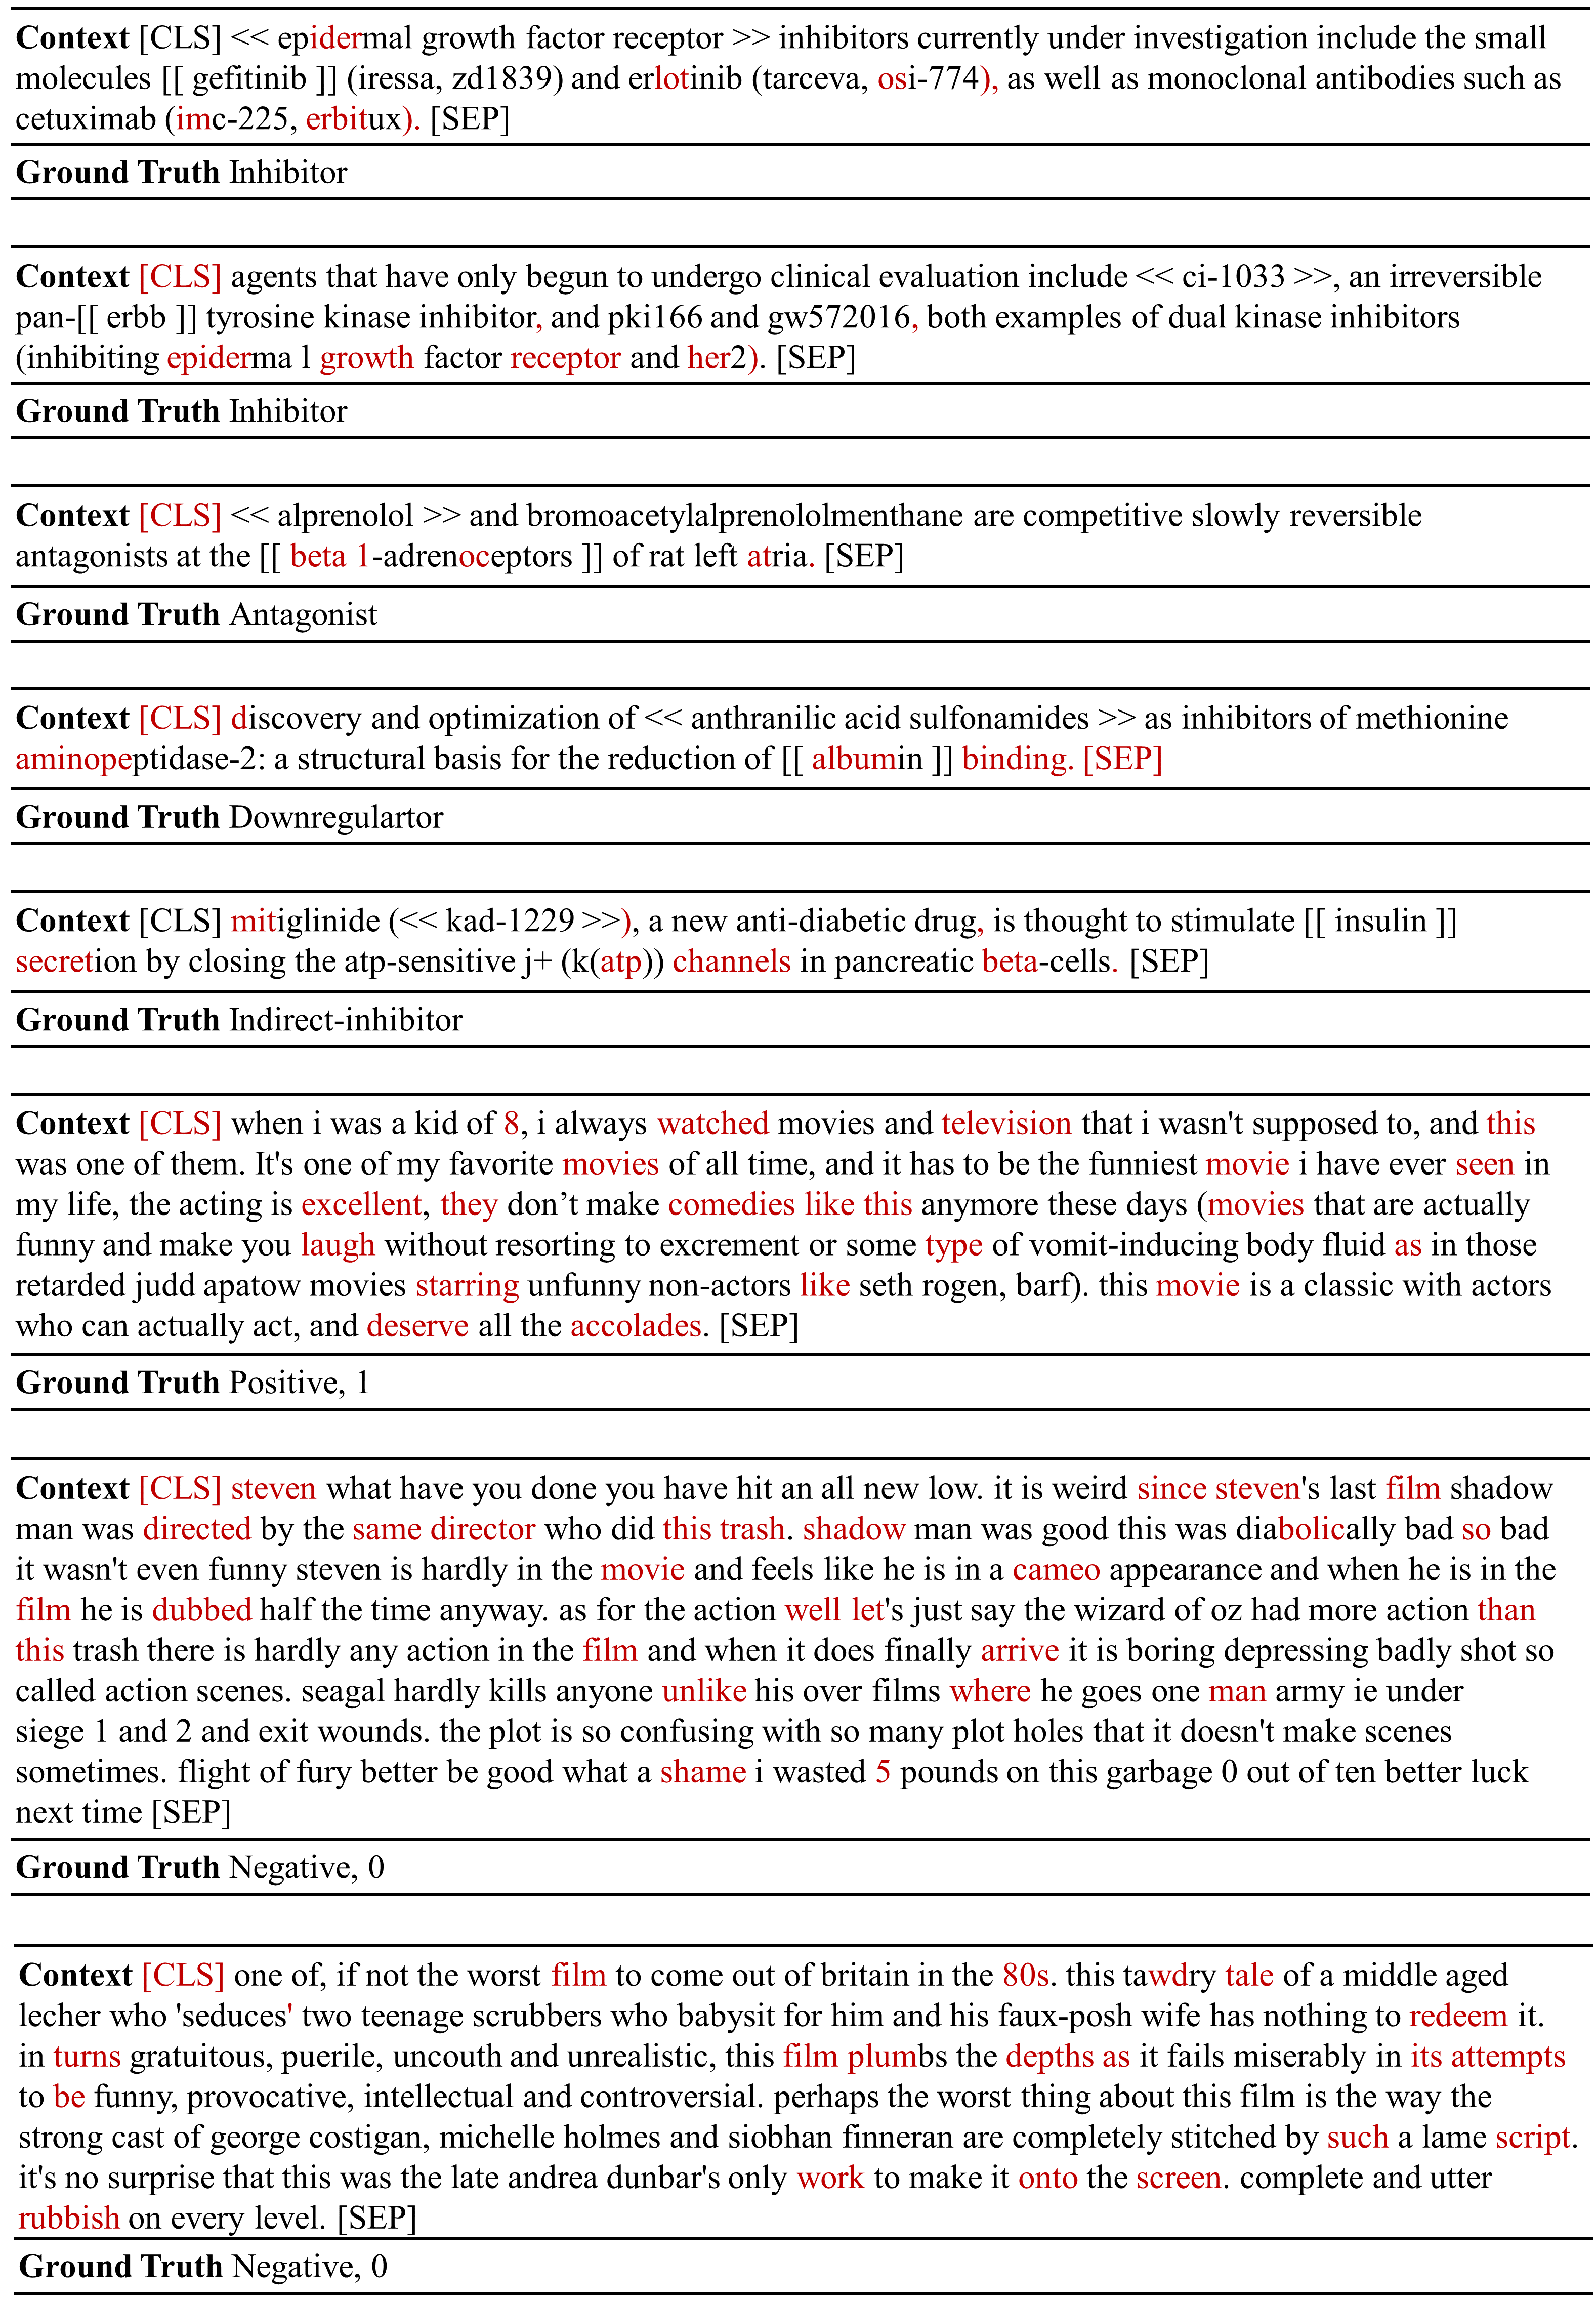 Context [CLS] << epidermal growth factor receptor >> inhibitors currently under investigation include the small
molecules [[ gefitinib ]] (iressa, zd1839) and erlotinib (tarceva, osi-774), as well as monoclonal antibodies such as
cetuximab (imc-225, erbitux). [SEP]
Ground Truth Inhibitor
Context [CLS] agents that have only begun to undergo clinical evaluation include << ci-1033 >>, an irreversible
pan-[[ erbb ]] tyrosine kinase inhibitor, and pki166 and gw572016, both examples of dual kinase inhibitors
(inhibiting epiderma l growth factor receptor and her2). [SEP]
Ground Truth Inhibitor
Context [CLS] << alprenolol >> and bromoacetylalprenololmenthane are competitive slowly reversible
antagonists at the [[ beta 1-adrenoceptors ]] of rat left atria. [SEP]
Ground Truth Antagonist
Context [CLS] discovery and optimization of << anthranilic acid sulfonamides >> as inhibitors of methionine
aminopeptidase-2: a structural basis for the reduction of [[ albumin ]] binding. [SEP]
Ground Truth Downregulartor
Context [CLS] mitiglinide (<< kad-1229 >>), a new anti-diabetic drug, is thought to stimulate [[ insulin ]]
secretion by closing the atp-sensitive j+ (k(atp)) channels in pancreatic beta-cells. [SEP]
Ground Truth Indirect-inhibitor
Context [CLS] when i was a kid of 8, i always watched movies and television that i wasn't supposed to, and this
was one of them. It's one of my favorite movies of all time, and it has to be the funniest movie i have ever seen in
my life, the acting is excellent, they don’t make comedies like this anymore these days (movies that are actually
funny and make you laugh without resorting to excrement or some type of vomit-inducing body fluid as in those
retarded judd apatow movies starring unfunny non-actors like seth rogen, barf). this movie is a classic with actors
who can actually act, and deserve all the accolades. [SEP]
Ground Truth Positive, 1
Context [CLS] steven what have you done you have hit an all new low. it is weird since steven's last film shadow
man was directed by the same director who did this trash. shadow man was good this was diabolically bad so bad
it wasn't even funny steven is hardly in the movie and feels like he is in a cameo appearance and when he is in the
film he is dubbed half the time anyway. as for the action well let's just say the wizard of oz had more action than
this trash there is hardly any action in the film and when it does finally arrive it is boring depressing badly shot so
called action scenes. seagal hardly kills anyone unlike his over films where he goes one man army ie under
siege 1 and 2 and exit wounds. the plot is so confusing with so many plot holes that it doesn't make scenes
sometimes. flight of fury better be good what a shame i wasted 5 pounds on this garbage 0 out of ten better luck
next time [SEP]
Ground Truth Negative, 0
Context [CLS] one of, if not the worst film to come out of britain in the 80s. this tawdry tale of a middle aged
lecher who 'seduces' two teenage scrubbers who babysit for him and his faux-posh wife has nothing to redeem it.
in turns gratuitous, puerile, uncouth and unrealistic, this film plumbs the depths as it fails miserably in its attempts
to be funny, provocative, intellectual and controversial. perhaps the worst thing about this film is the way the
strong cast of george costigan, michelle holmes and siobhan finneran are completely stitched by such a lame script.
it's no surprise that this was the late andrea dunbar's only work to make it onto the screen. complete and utter
rubbish on every level. [SEP]
Ground Truth Negative, 0